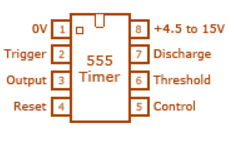 0V 1 8 +4.5 to 15V
Trigger 2 555 7 Discharge
Output 3 Timer 6 Threshold
Reset 4 5 Control